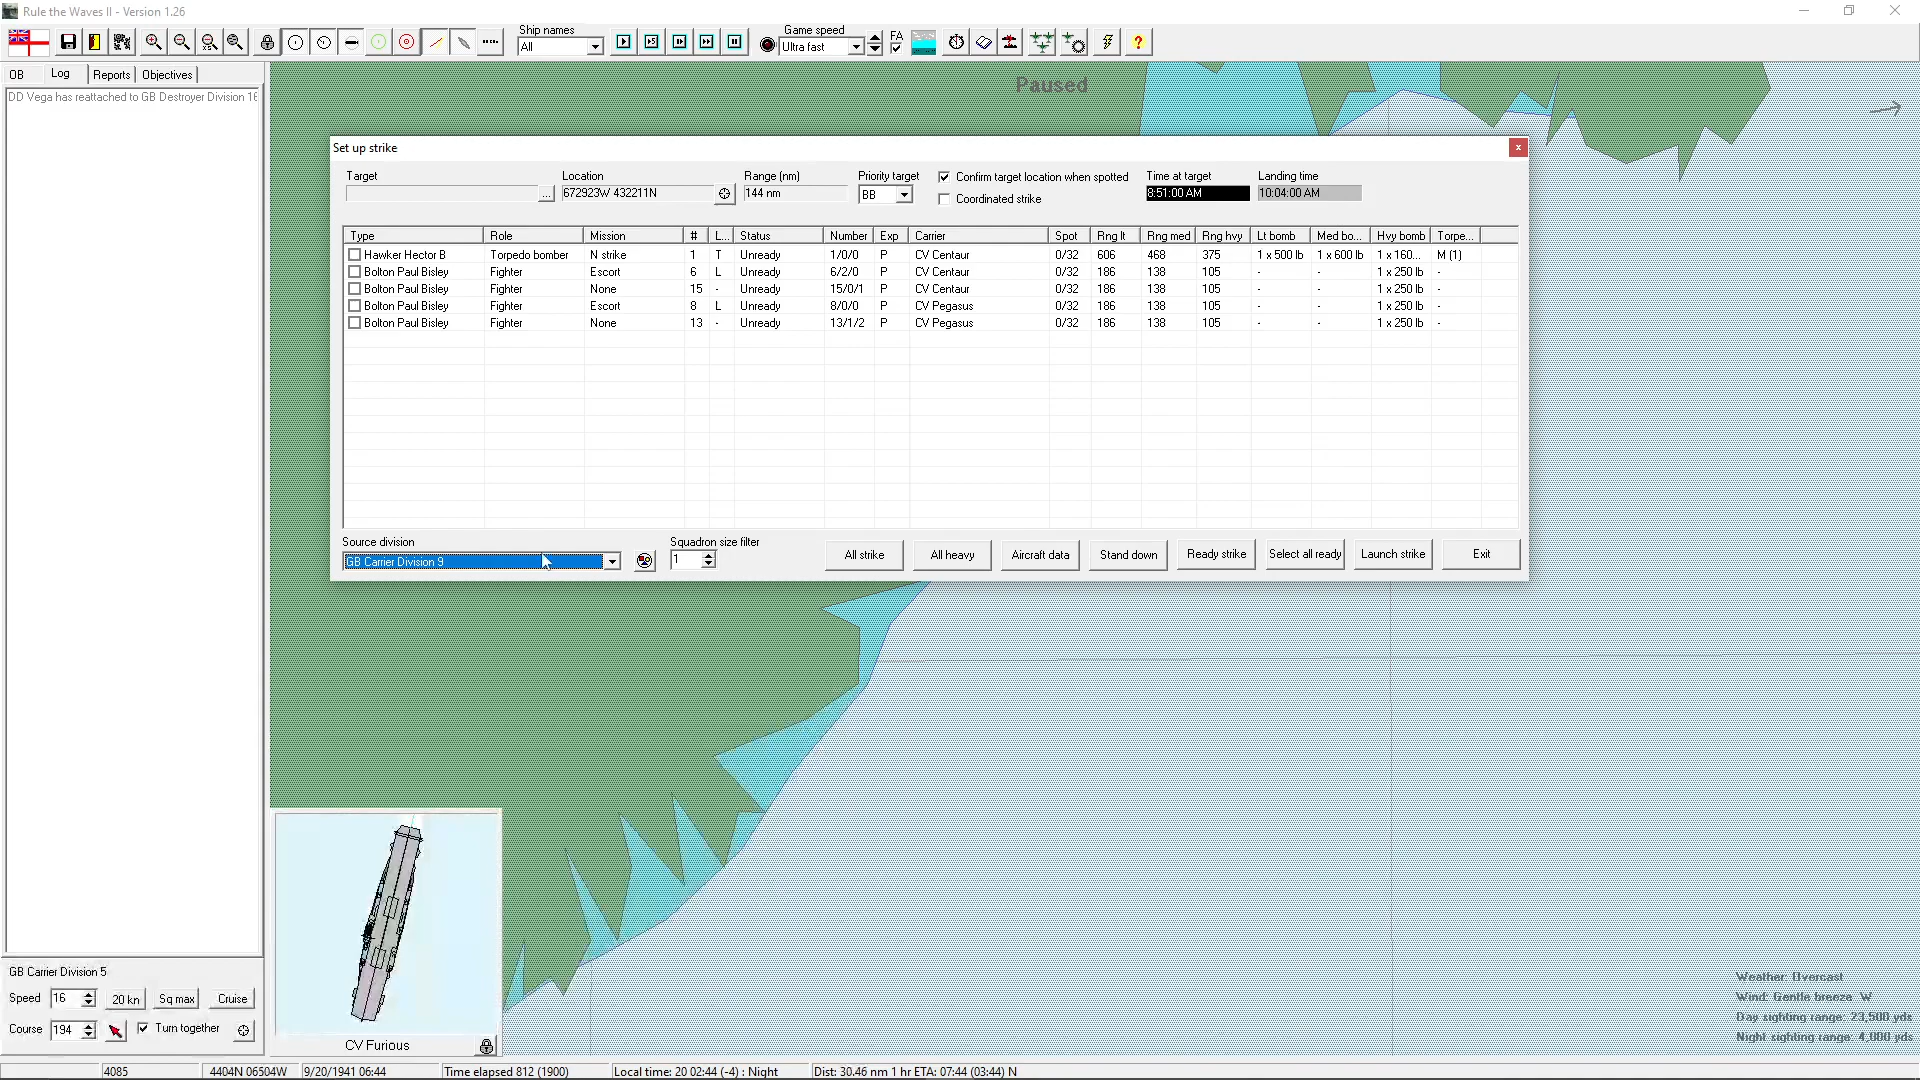 Rule the Waves II - Version 1.26
Ship names
All
Game speed
Ultra fast
FA
OB Log Reports Objectives
DD Vega has reattached to GB Destroyer Division 16
Paused
Set up strike
Target Location Range (nm) Priority target Confirm target location when spotted Time at target Landing time
... 672923W 432211N 144 nm BB Coordinated strike 8:51:00 AM 10:04:00 AM
Type Role Mission # L... Status Number Exp Carrier Spot Rng lt Rng med Rng hvy Lt bomb Med bo... Hvy bomb Torpe...
Hawker Hector B Torpedo bomber N strike 1 T Unready 1/0/0 P CV Centaur 0/32 606 468 375 1 x 500 lb 1 x 600 lb 1 x 160... M (1)
Bolton Paul Bisley Fighter Escort 6 L Unready 6/2/0 P CV Centaur 0/32 186 138 105 - - 1 x 250 lb -
Bolton Paul Bisley Fighter None 15 - Unready 15/0/1 P CV Centaur 0/32 186 138 105 - - 1 x 250 lb -
Bolton Paul Bisley Fighter Escort 8 L Unready 8/0/0 P CV Pegasus 0/32 186 138 105 - - 1 x 250 lb -
Bolton Paul Bisley Fighter None 13 - Unready 13/1/2 P CV Pegasus 0/32 186 138 105 - - 1 x 250 lb -
Source division Squadron size filter
GB Carrier Division 9 1 All strike All heavy Aircraft data Stand down Ready strike Select all ready Launch strike Exit
GB Carrier Division 5
Speed 16 20 kn Sq max Cruise
Course 194 Turn together
CV Furious
Weather: Overcast
Wind: Gentle breeze W
Day sighting range: 23,500 yds
Night sighting range: 4,000 yds
4085 4404N 06504W 9/20/1941 06:44 Time elapsed 812 (1900) Local time: 20 02:44 (-4) : Night Dist: 30.46 nm 1 hr ETA: 07:44 (03:44) N